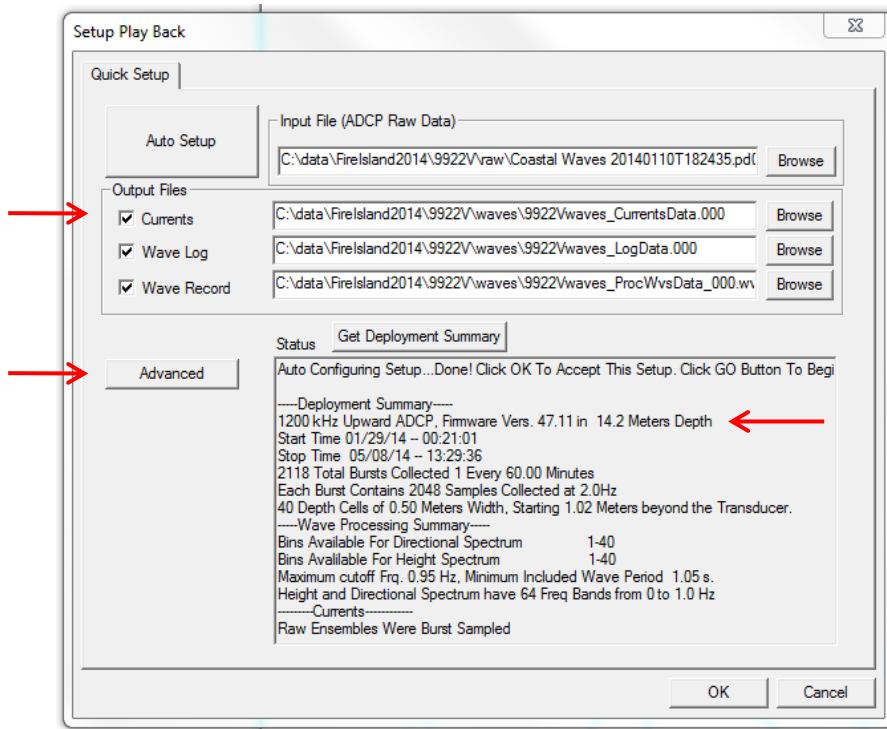 Setup Play Back
Quick Setup
Auto Setup
Input File (ADCP Raw Data)
C:\data\FireIsland2014\9922V\raw\Coastal Waves 20140110T182435.pd0
Browse
Output Files
Currents
C:\data\FireIsland2014\9922V\waves\9922Vwaves_CurrentsData.000
Browse
Wave Log
C:\data\FireIsland2014\9922V\waves\9922Vwaves_LogData.000
Browse
Wave Record
C:\data\FireIsland2014\9922V\waves\9922Vwaves_ProcWvsData_000.wv
Browse
Status
Get Deployment Summary
Advanced
Auto Configuring Setup...Done! Click OK To Accept This Setup. Click GO Button To Begi
-----Deployment Summary-----
1200 kHz Upward ADCP, Firmware Vers. 47.11 in 14.2 Meters Depth
Start Time 01/29/14 -- 00:21:01
Stop Time 05/08/14 -- 13:29:36
2118 Total Bursts Collected 1 Every 60.00 Minutes
Each Burst Contains 2048 Samples Collected at 2.0Hz
40 Depth Cells of 0.50 Meters Width, Starting 1.02 Meters beyond the Transducer.
-----Wave Processing Summary-----
Bins Available For Directional Spectrum 1-40
Bins Avalilable For Height Spectrum 1-40
Maximum cutoff Frq. 0.95 Hz, Minimum Included Wave Period 1.05 s.
Height and Directional Spectrum have 64 Freq Bands from 0 to 1.0 Hz
---------Currents------------
Raw Ensembles Were Burst Sampled
OK
Cancel